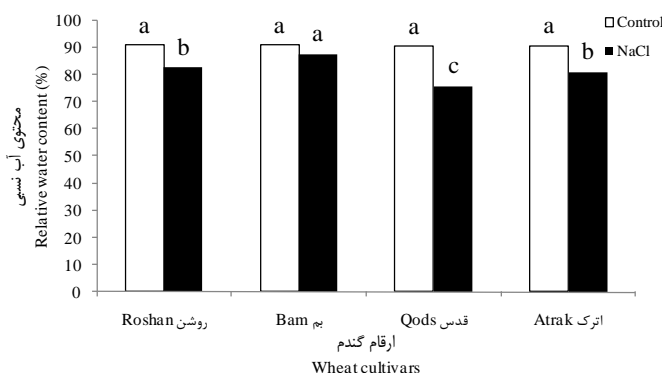 100
90
80
70
60
50
40
30
20
10
0
محتوی آب نسبی
Relative water content (%)
a b a a a c a b
Control
NaCl
Roshan روشن Bam بم Qods قدس Atrak اترک
ارقام گندم
Wheat cultivars